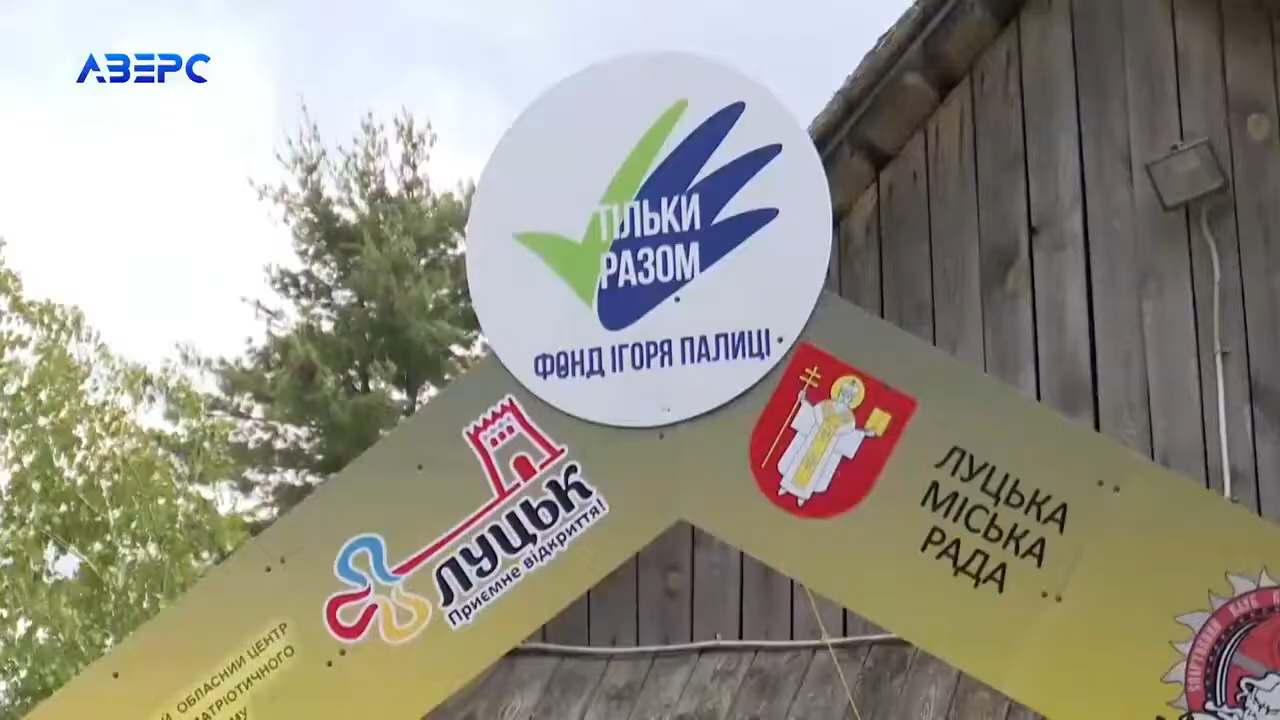 АВЕРС
ТІЛЬКИ
РАЗОМ
ФОНД ІГОРЯ ПАЛИЦІ
ЛУЦЬК
Приємне відкриття!
ЛУЦЬКА
МІСЬКА
РАДА
ОБЛАСНИЙ ЦЕНТР